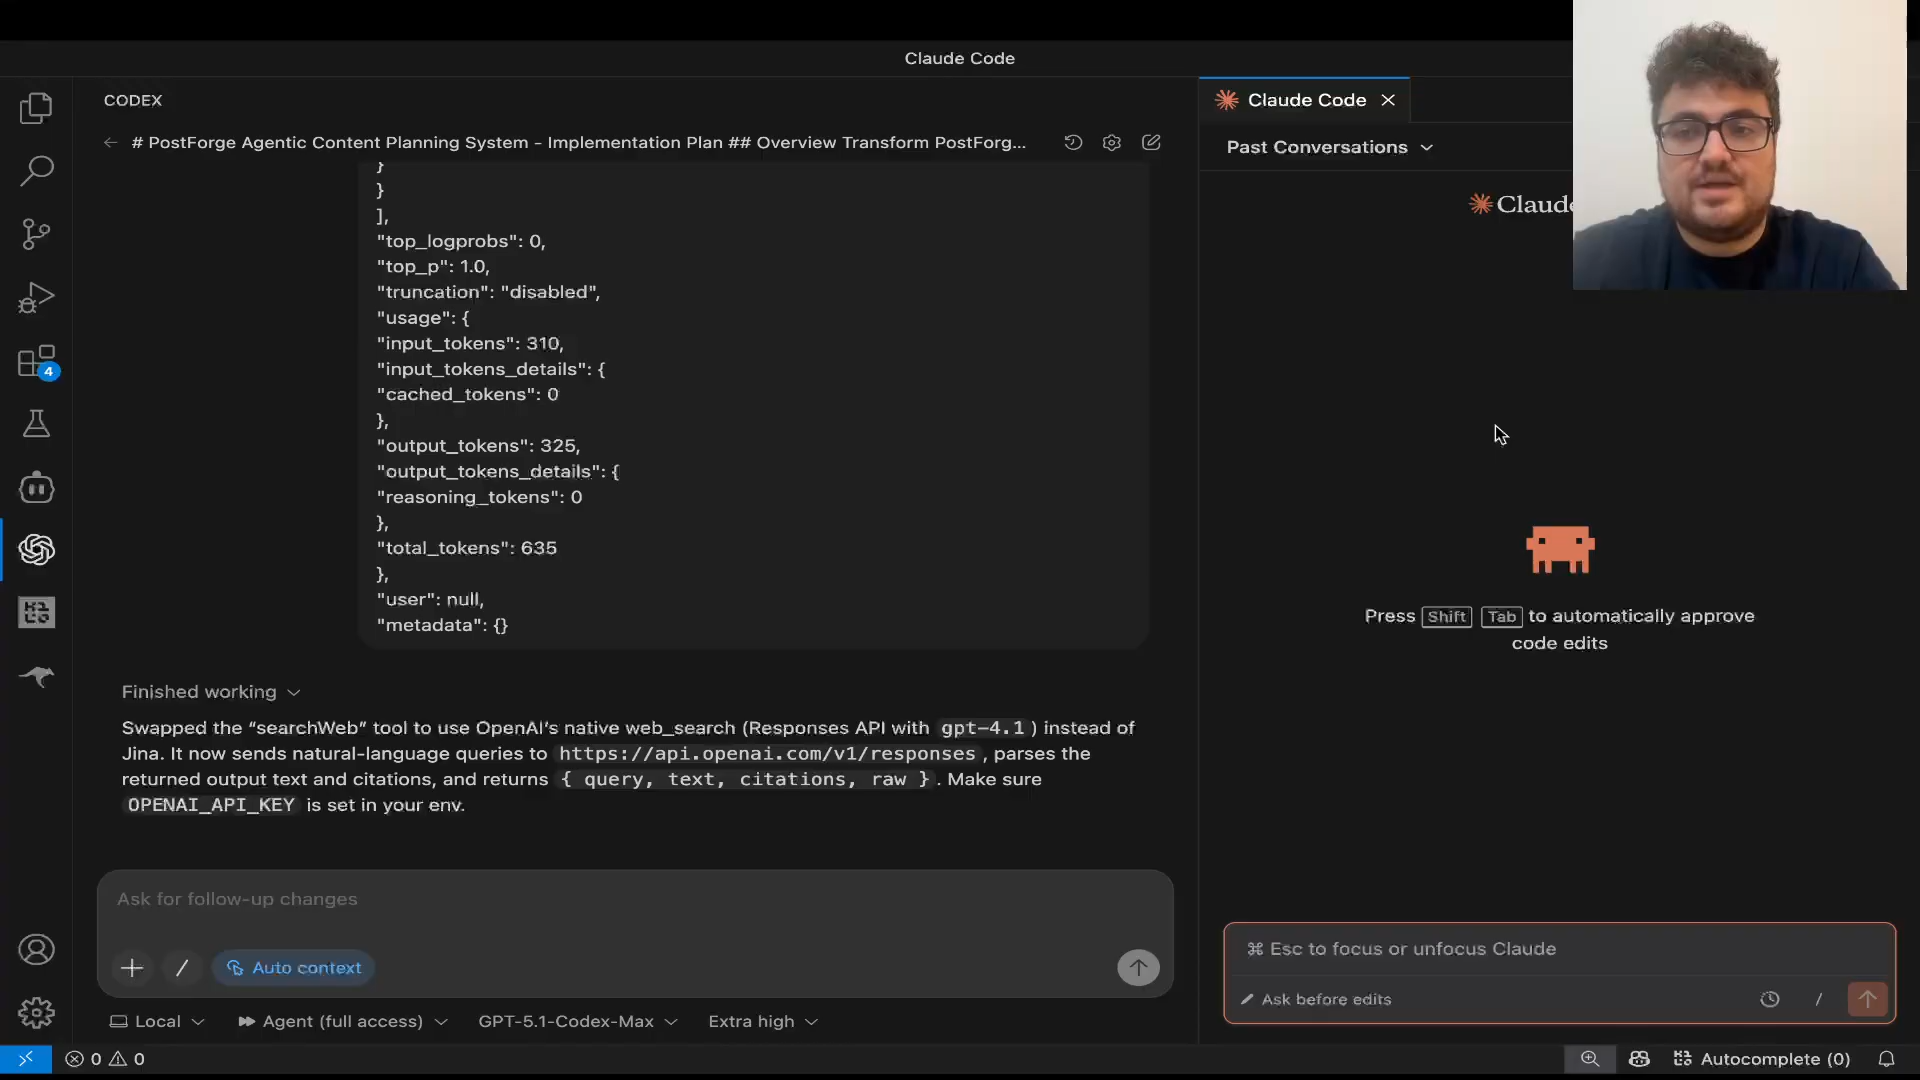 Claude Code
CODEX
# PostForge Agentic Content Planning System - Implementation Plan ## Overview Transform PostForg...
}
}
],
"top_logprobs": 0,
"top_p": 1.0,
"truncation": "disabled",
"usage": {
"input_tokens": 310,
"input_tokens_details": {
"cached_tokens": 0
},
"output_tokens": 325,
"output_tokens_details": {
"reasoning_tokens": 0
},
"total_tokens": 635
},
"user": null,
"metadata": {}
Finished working
Swapped the “searchWeb” tool to use OpenAI’s native web_search (Responses API with gpt-4.1 ) instead of
Jina. It now sends natural-language queries to https://api.openai.com/v1/responses , parses the
returned output text and citations, and returns { query, text, citations, raw } . Make sure
OPENAI_API_KEY is set in your env.
Ask for follow-up changes
+ / Auto context
Local Agent (full access) GPT-5.1-Codex-Max Extra high
4
0 0
Claude Code
Past Conversations
Claude
Press Shift Tab to automatically approve
code edits
⌘ Esc to focus or unfocus Claude
Ask before edits /
Autocomplete (0)